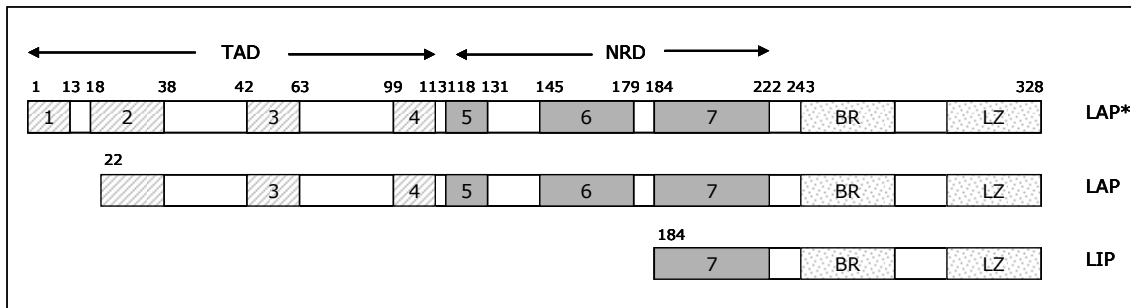 TAD NRD
1 13 18 38 42 63 99 113 118 131 145 179 184 222 243 328
1 2 3 4 5 6 7 BR LZ LAP*
22
3 4 5 6 7 BR LZ LAP
184
7 BR LZ LIP